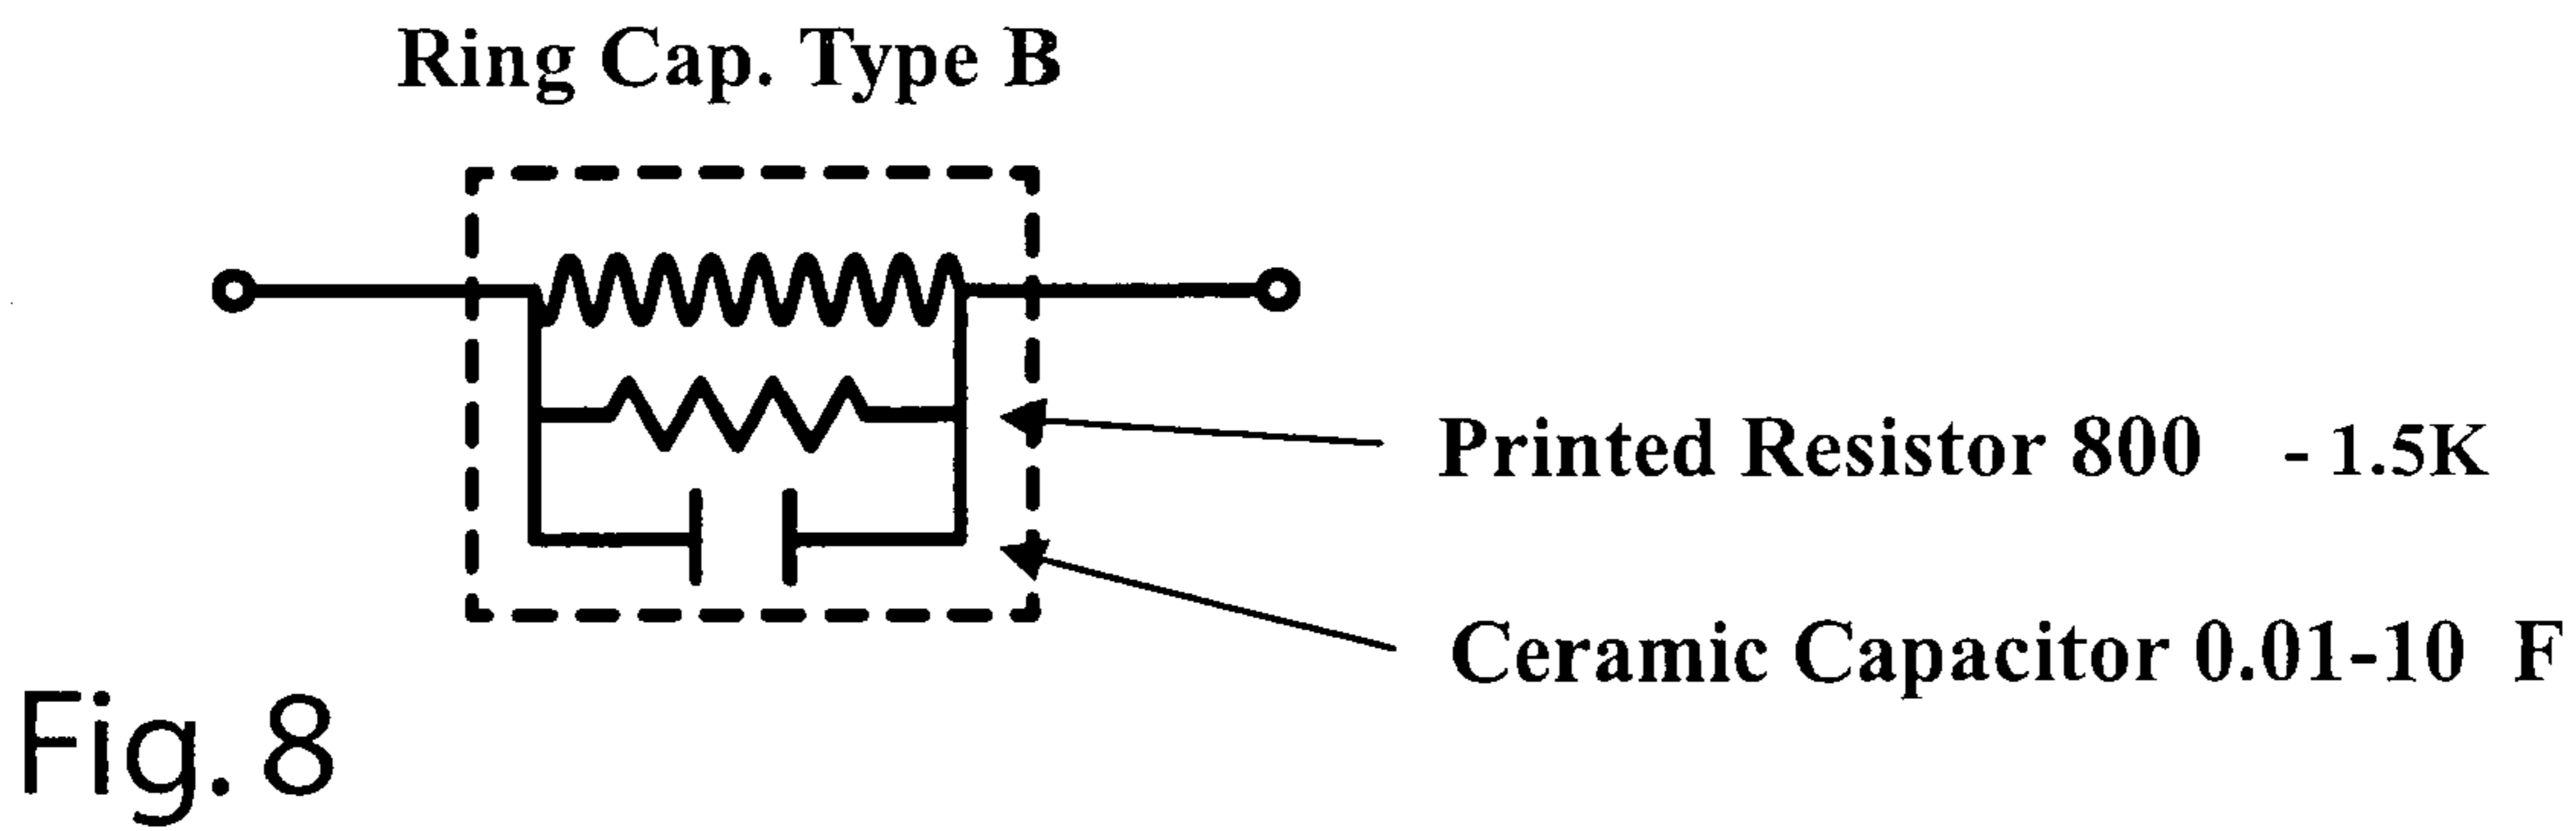 Ring Cap. Type B
Printed Resistor 800 - 1.5K
Ceramic Capacitor 0.01-10 F
Fig. 8